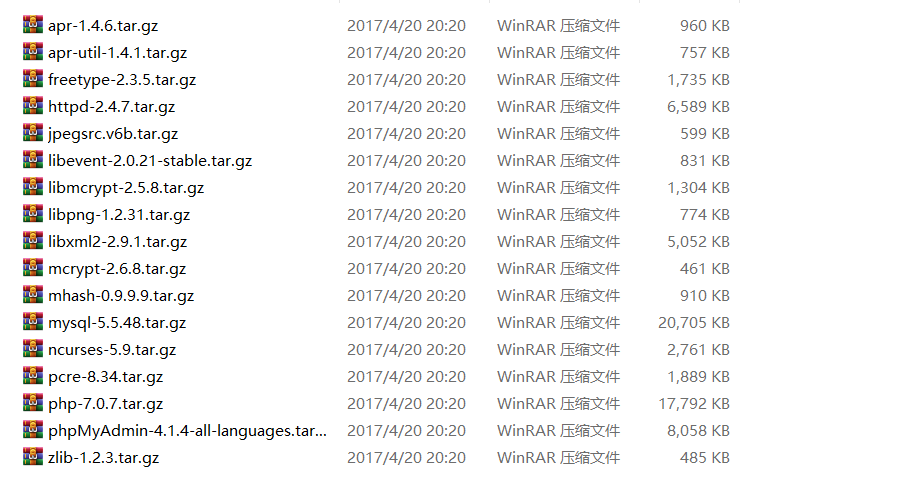 apr-1.4.6.tar.gz 2017/4/20 20:20 WinRAR 压缩文件 960 KB
apr-util-1.4.1.tar.gz 2017/4/20 20:20 WinRAR 压缩文件 757 KB
freetype-2.3.5.tar.gz 2017/4/20 20:20 WinRAR 压缩文件 1,735 KB
httpd-2.4.7.tar.gz 2017/4/20 20:20 WinRAR 压缩文件 6,589 KB
jpegsrc.v6b.tar.gz 2017/4/20 20:20 WinRAR 压缩文件 599 KB
libevent-2.0.21-stable.tar.gz 2017/4/20 20:20 WinRAR 压缩文件 831 KB
libmcrypt-2.5.8.tar.gz 2017/4/20 20:20 WinRAR 压缩文件 1,304 KB
libpng-1.2.31.tar.gz 2017/4/20 20:20 WinRAR 压缩文件 774 KB
libxml2-2.9.1.tar.gz 2017/4/20 20:20 WinRAR 压缩文件 5,052 KB
mcrypt-2.6.8.tar.gz 2017/4/20 20:20 WinRAR 压缩文件 461 KB
mhash-0.9.9.9.tar.gz 2017/4/20 20:20 WinRAR 压缩文件 910 KB
mysql-5.5.48.tar.gz 2017/4/20 20:20 WinRAR 压缩文件 20,705 KB
ncurses-5.9.tar.gz 2017/4/20 20:20 WinRAR 压缩文件 2,761 KB
pcre-8.34.tar.gz 2017/4/20 20:20 WinRAR 压缩文件 1,889 KB
php-7.0.7.tar.gz 2017/4/20 20:20 WinRAR 压缩文件 17,792 KB
phpMyAdmin-4.1.4-all-languages.tar... 2017/4/20 20:20 WinRAR 压缩文件 8,058 KB
zlib-1.2.3.tar.gz 2017/4/20 20:20 WinRAR 压缩文件 485 KB